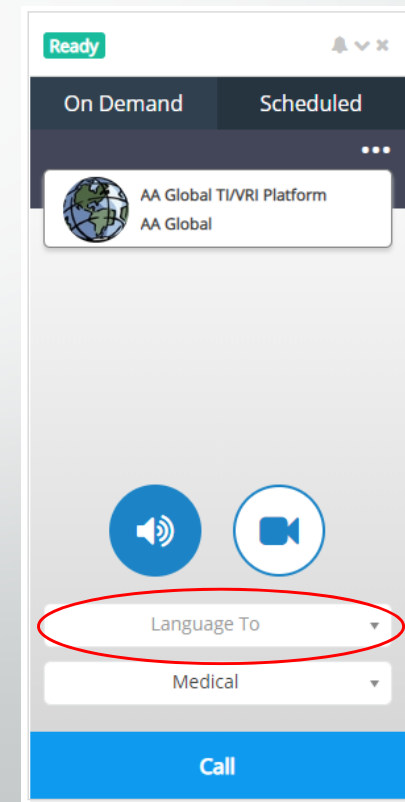 Ready
On Demand
Scheduled
AA Global TI/VRI Platform
AA Global
Language To
Medical
Call